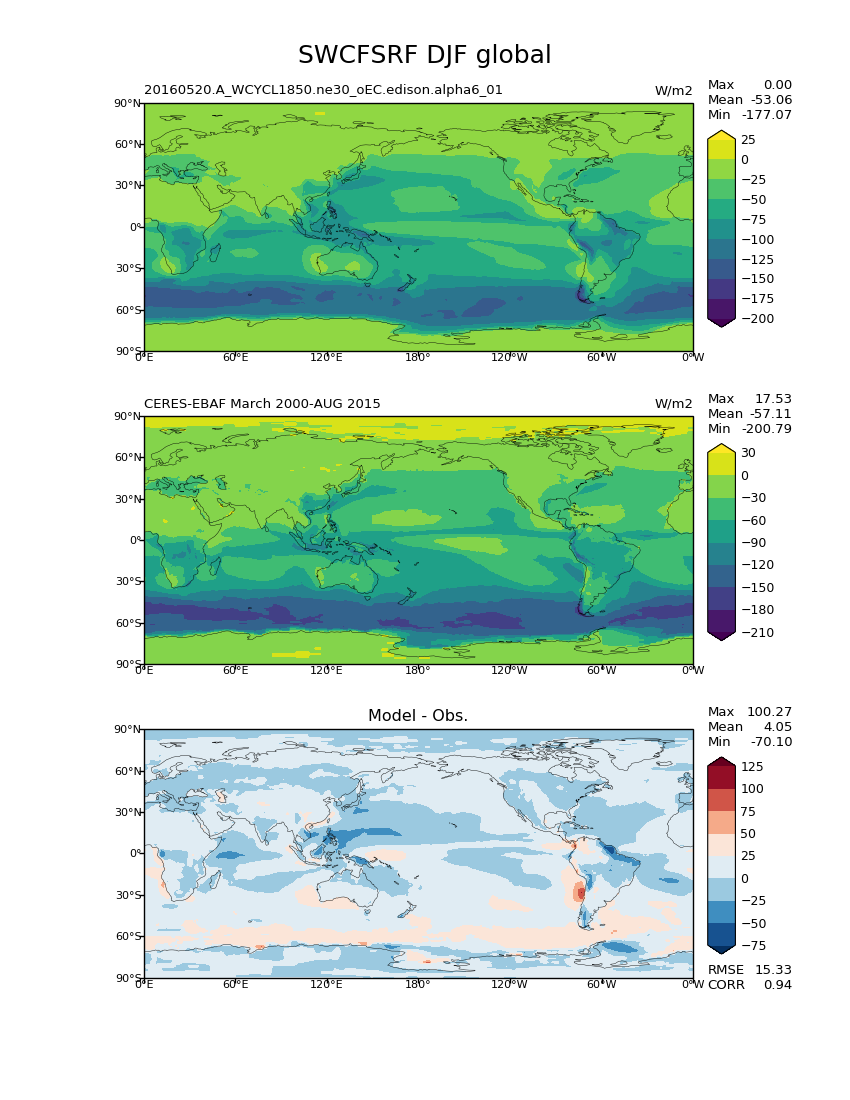 SWCFSRF DJF global
20160520.A_WCYCL1850.ne30_oEC.edison.alpha6_01 W/m2
Max 0.00
Mean -53.06
Min -177.07
90°N
60°N
30°N
0°
30°S
60°S
90°S
0°E 60°E 120°E 180° 120°W 60°W 0°W
25
0
−25
−50
−75
−100
−125
−150
−175
−200
CERES-EBAF March 2000-AUG 2015 W/m2
Max 17.53
Mean -57.11
Min -200.79
90°N
60°N
30°N
0°
30°S
60°S
90°S
0°E 60°E 120°E 180° 120°W 60°W 0°W
30
0
−30
−60
−90
−120
−150
−180
−210
Model - Obs.
Max 100.27
Mean 4.05
Min -70.10
90°N
60°N
30°N
0°
30°S
60°S
90°S
0°E 60°E 120°E 180° 120°W 60°W 0°W
125
100
75
50
25
0
−25
−50
−75
RMSE 15.33
CORR 0.94